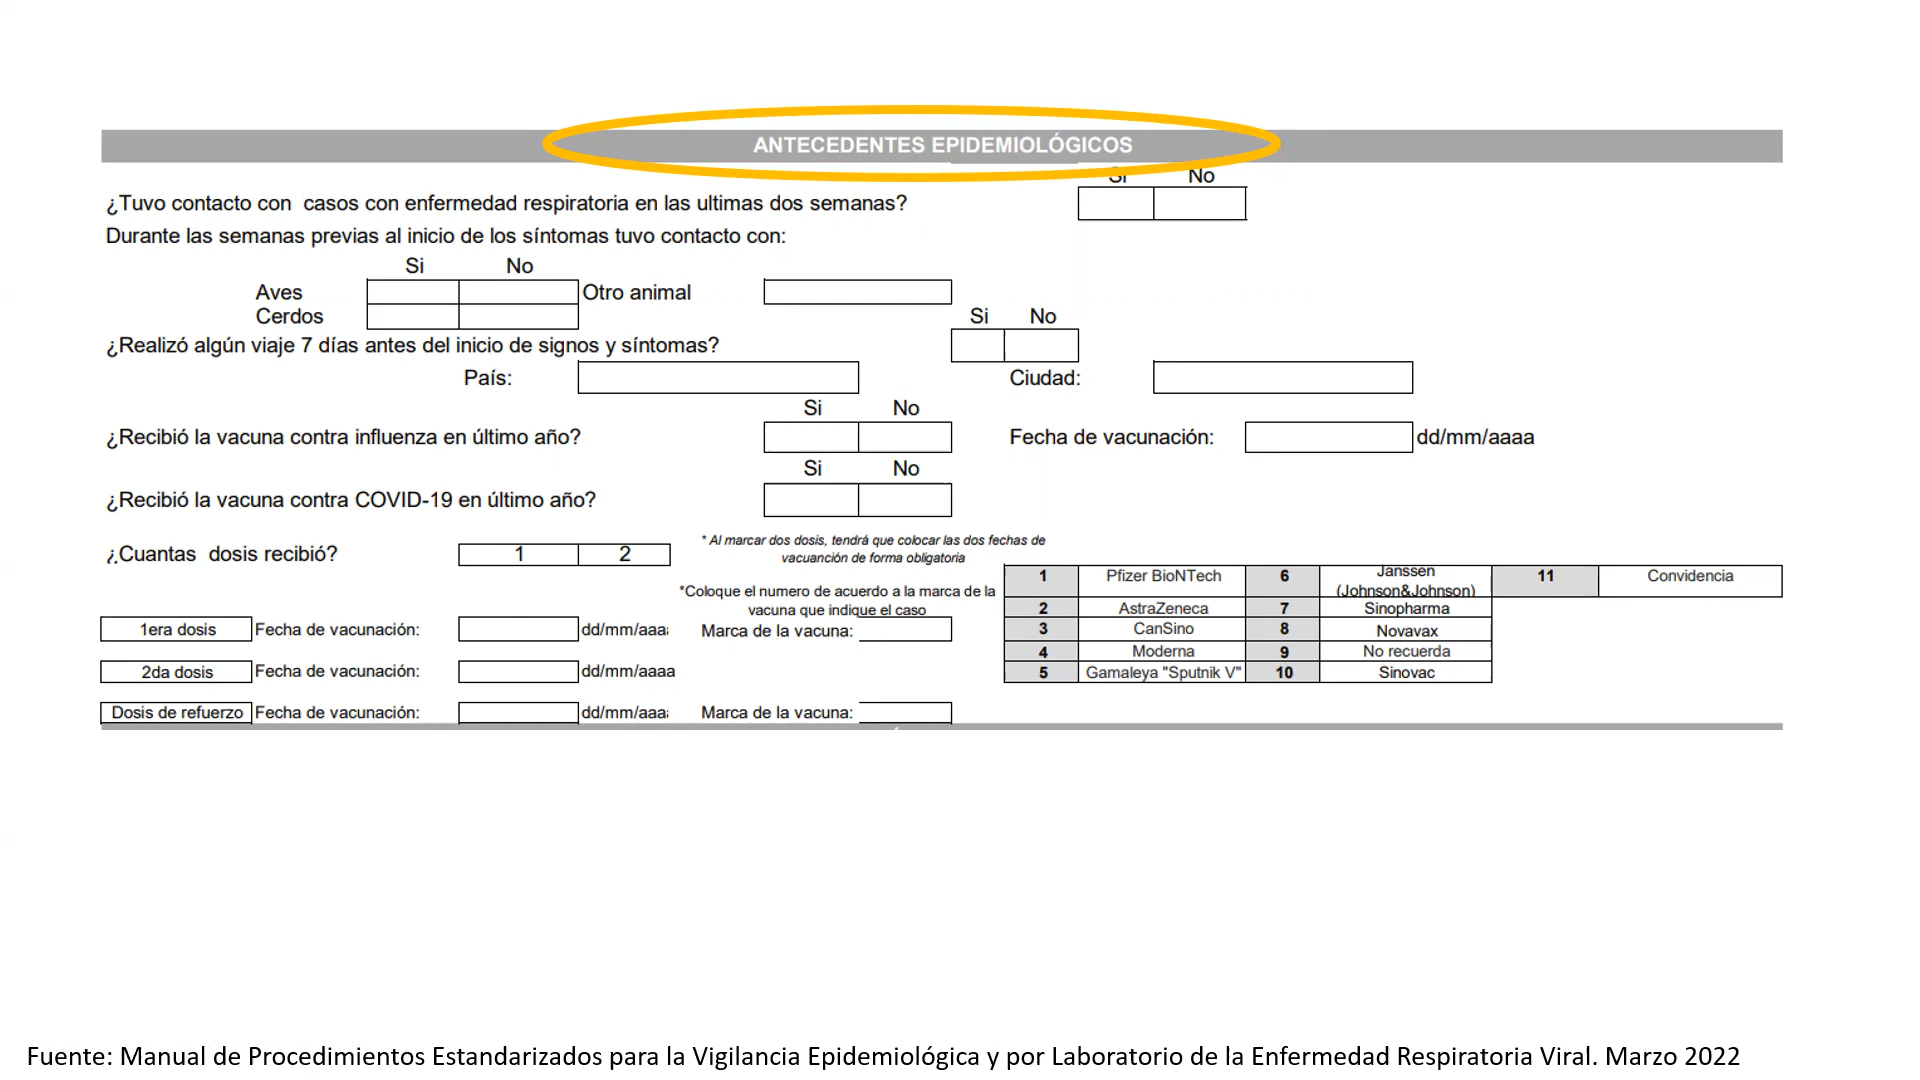 ANTECEDENTES EPIDEMIOLÓGICOS
Si No
¿Tuvo contacto con casos con enfermedad respiratoria en las ultimas dos semanas?
Durante las semanas previas al inicio de los síntomas tuvo contacto con:
Si No
Aves Otro animal
Cerdos
Si No
¿Realizó algún viaje 7 días antes del inicio de signos y síntomas?
País: Ciudad:
Si No
¿Recibió la vacuna contra influenza en último año? Fecha de vacunación: dd/mm/aaaa
Si No
¿Recibió la vacuna contra COVID-19 en último año?
¿Cuantas dosis recibió? 1 2
* Al marcar dos dosis, tendrá que colocar las dos fechas de
vacuanción de forma obligatoria
*Coloque el numero de acuerdo a la marca de la
vacuna que indique el caso
1 Pfizer BioNTech 6 Janssen (Johnson&Johnson) 11 Convidencia
2 AstraZeneca 7 Sinopharma
3 CanSino 8 Novavax
4 Moderna 9 No recuerda
5 Gamaleya "Sputnik V" 10 Sinovac
1era dosis Fecha de vacunación: dd/mm/aaa Marca de la vacuna:
2da dosis Fecha de vacunación: dd/mm/aaaa
Dosis de refuerzo Fecha de vacunación: dd/mm/aaa Marca de la vacuna:
Fuente: Manual de Procedimientos Estandarizados para la Vigilancia Epidemiológica y por Laboratorio de la Enfermedad Respiratoria Viral. Marzo 2022